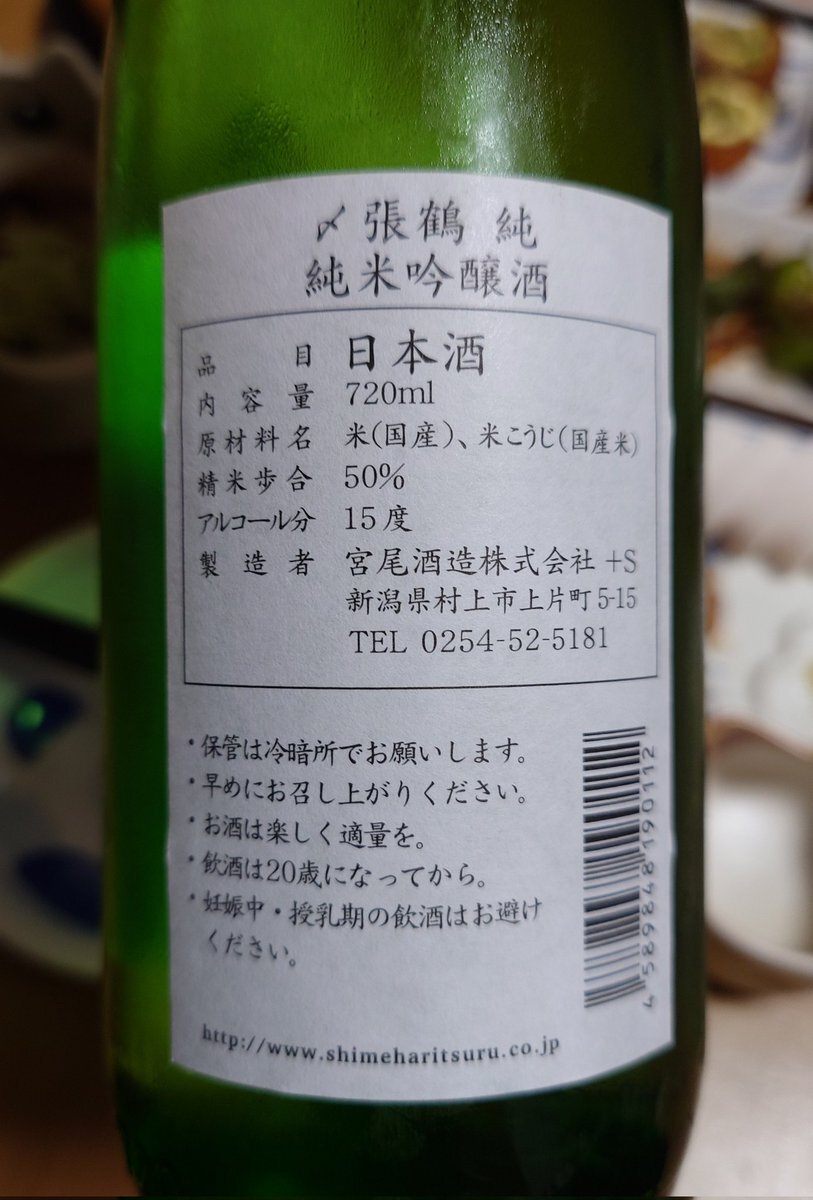 〆張鶴 純
純米吟醸酒
品目 日本酒
内容量 720ml
原材料名 米(国産)、米こうじ(国産米)
精米歩合 50%
アルコール分 15度
製造者 宮尾酒造株式会社 +S
新潟県村上市上片町5-15
TEL 0254-52-5181
・保管は冷暗所でお願いします。
・早めにお召し上がりください。
・お酒は楽しく適量を。
・飲酒は20歳になってから。
・妊娠中・授乳期の飲酒はお避け
ください。
4589848190112
http://www.shimeharitsuru.co.jp